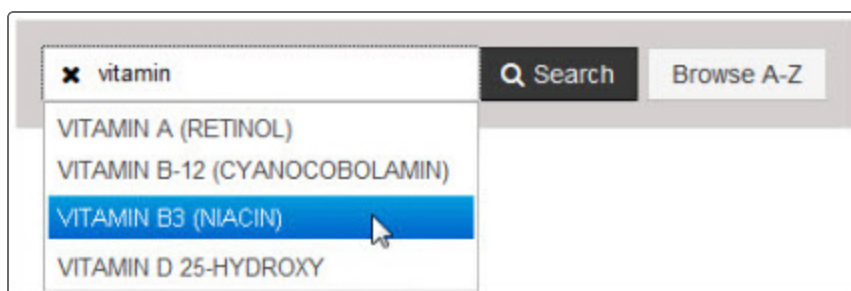 vitamin
Search
Browse A-Z
VITAMIN A (RETINOL)
VITAMIN B-12 (CYANOCOBOLAMIN)
VITAMIN B3 (NIACIN)
VITAMIN D 25-HYDROXY